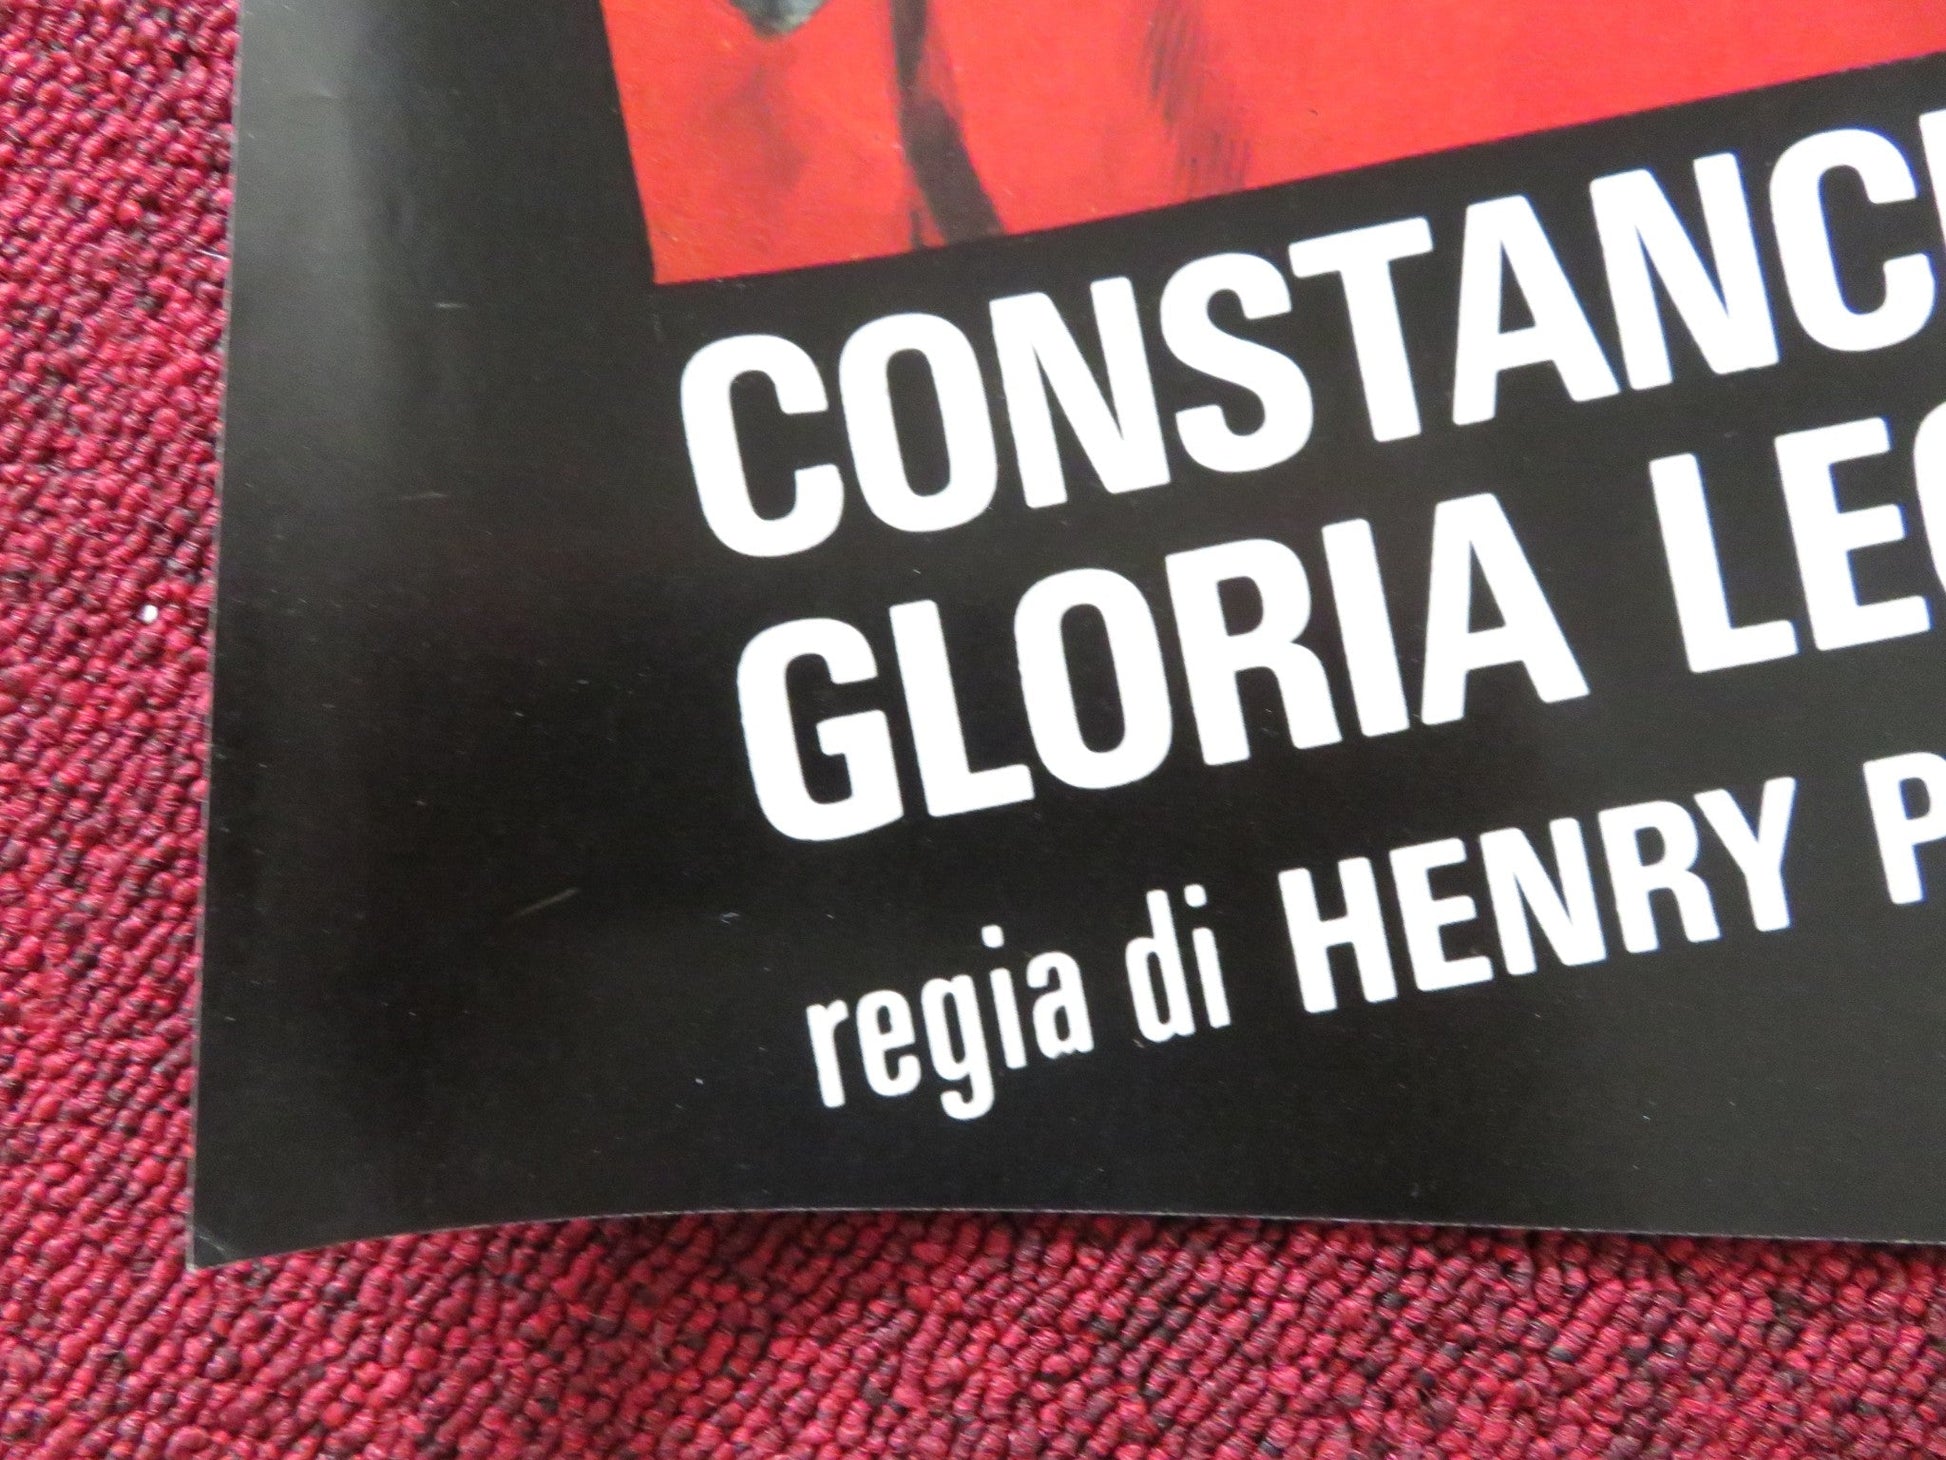 CONSTANC
GLORIA LE
regia di HENRY P